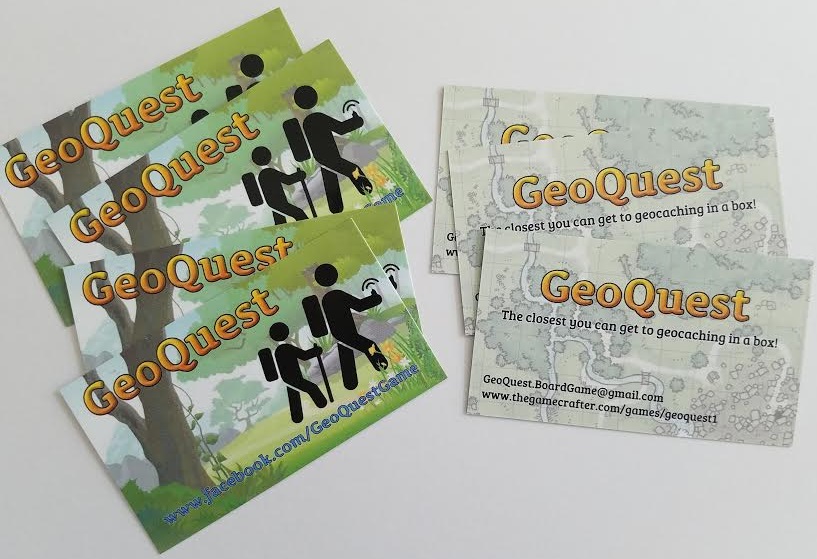 GeoQuest
GeoQuest
Game
GeoQuest
GeoQuest
www.facebook.com/GeoQuestGame
GeoQuest
The closest you can get to geocaching in a box!
GeoQuest
The closest you can get to geocaching in a box!
GeoQuest.BoardGame@gmail.com
www.thegamecrafter.com/games/geoquest1